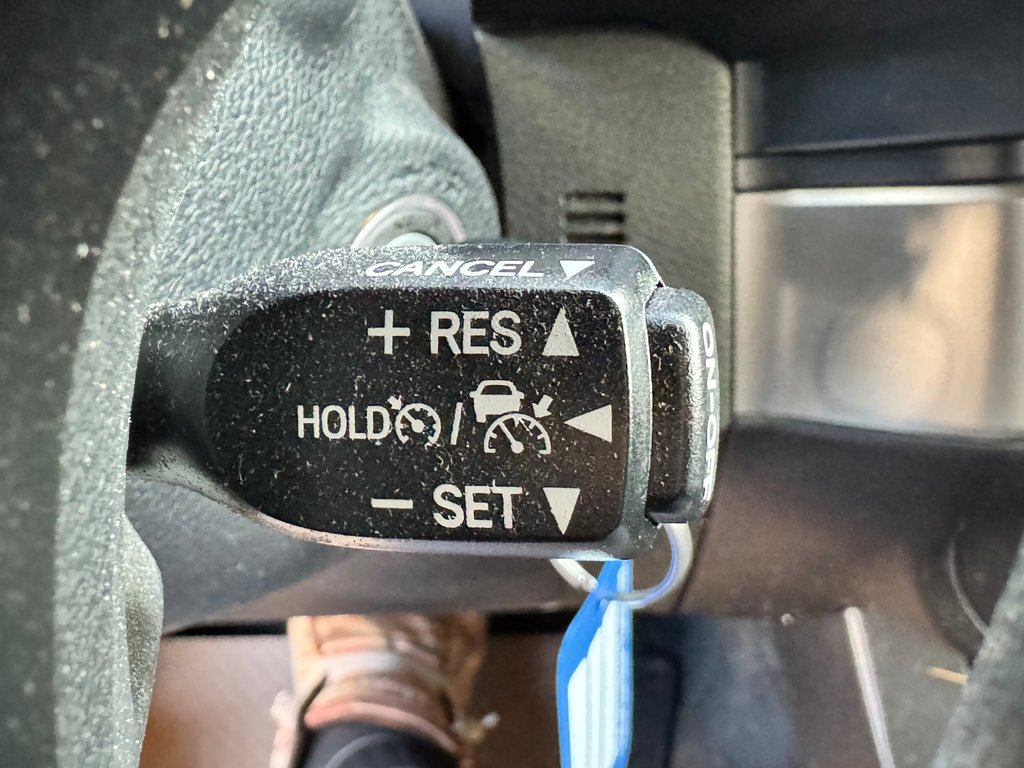 CANCEL
+ RES
HOLD /
- SET
ON-OFF